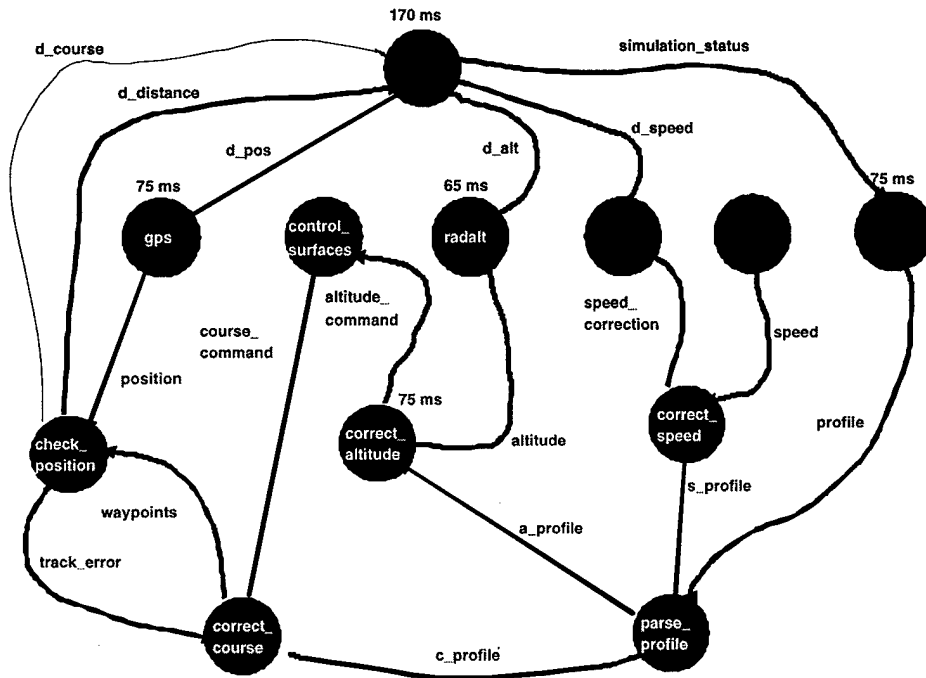 170 ms
d_course
simulation_status
d_distance
d_speed
d_pos
d_alt
75 ms
65 ms
75 ms
gps
control_
surfaces
radalt
altitude_
command
speed_
correction
course_
command
speed
position
75 ms
profile
check_
position
correct_
altitude
altitude
correct_
speed
s_profile
waypoints
a_profile
track_error
correct_
course
parse_
profile
c_profile